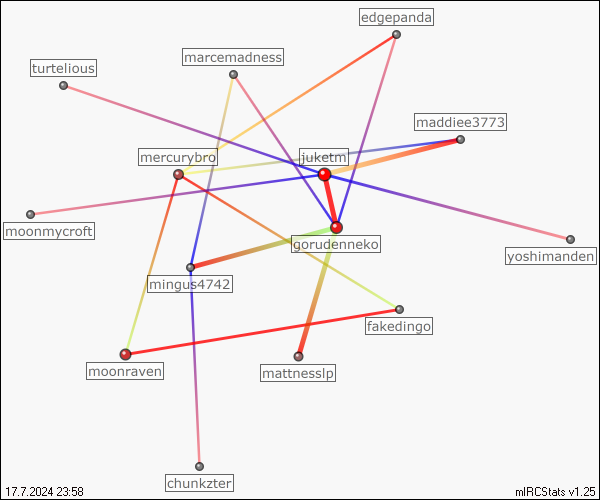 edgepanda
marcemadness
turtelious
maddiee3773
juketm
mercurybro
moonmycroft
gorudenneko
yoshimanden
mingus4742
fakedingo
moonraven
mattnesslp
chunkzter
17.7.2024 23:58
mIRCStats v1.25